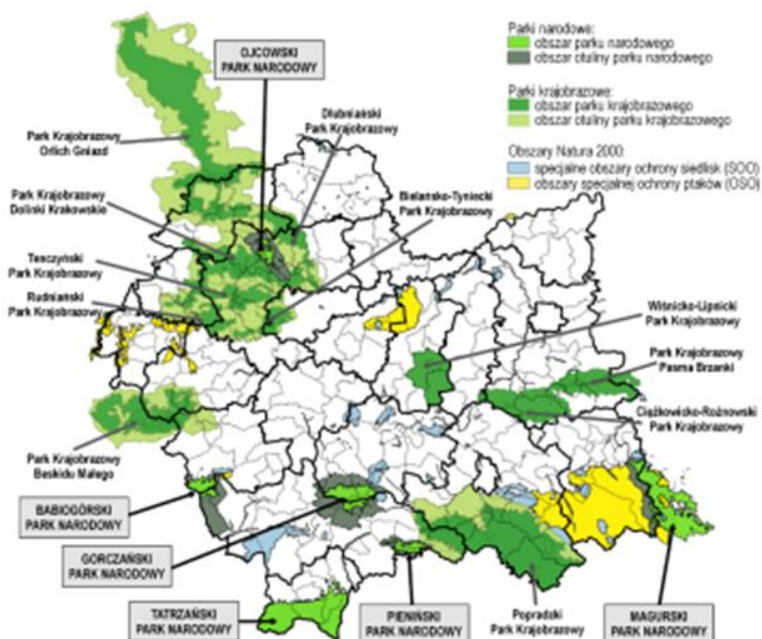 Parki narodowe:
obszar parku narodowego
obszar otuliny parku narodowego
Parki krajobrazowe:
obszar parku krajobrazowego
obszar otuliny parku krajobrazowego
Obszary Natura 2000:
specjalne obszary ochrony siedlisk (SOO)
obszary specjalnej ochrony ptaków (OSO)
OJCOWSKI
PARK NARODOWY
Dłubniański
Park Krajobrazowy
Park Krajobrazowy
Orlich Gniazd
Park Krajobrazowy
Dolinki Krakowskie
Bielańsko-Tyniecki
Park Krajobrazowy
Tenczyński
Park Krajobrazowy
Rudniański
Park Krajobrazowy
Wiśnicko-Lipnicki
Park Krajobrazowy
Park Krajobrazowy
Pasma Brzanki
Ciężkowicko-Rożnowski
Park Krajobrazowy
Park Krajobrazowy
Beskidu Małego
BABIOGÓRSKI
PARK NARODOWY
GORCZAŃSKI
PARK NARODOWY
TATRZAŃSKI
PARK NARODOWY
PIENIŃSKI
PARK NARODOWY
Popradzki
Park Krajobrazowy
MAGURSKI
PARK NARODOWY